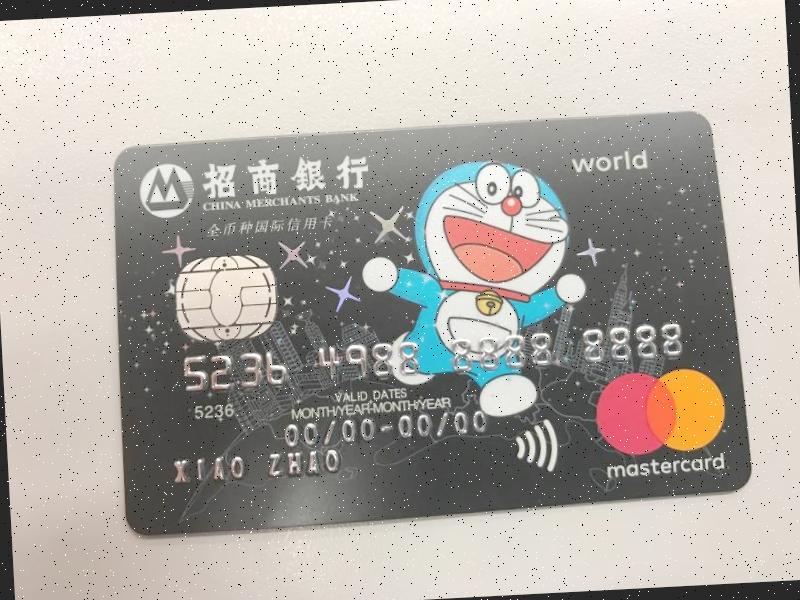 招商银行
CHINA MERCHANTS BANK
world
全币种国际信用卡
5236 4988 8888 8888
5236
VALID DATES
MONTH/YEAR-MONTH/YEAR
00/00-00/00
XIAO ZHAO
mastercard